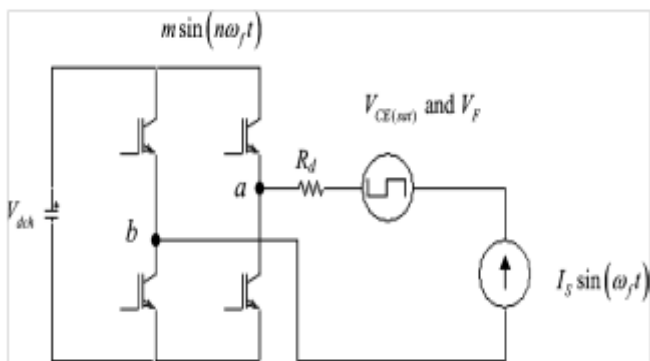 m sin(nω_f t)
V_CE(sat) and V_F
R_d
a
V_dch
b
I_S sin(ω_f t)